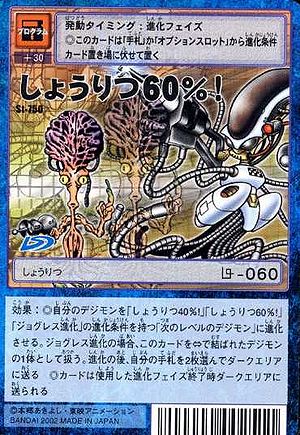 プログラム
+30
発動タイミング：進化フェイズ
◎このカードは「手札」か「オプションスロット」から進化条件
カード置き場に伏せて置く
しょうりつ60%!
St-750
しょうりつ
-060
効果：◎自分のデジモンを「しょうりつ40%!」「しょうりつ60%!」
「ジョグレス進化」の進化条件を持つ「次のレベルのデジモン」に進化
させる。ジョグレス進化の場合、このカードを⇔で結ばれたデジモン
の1体として扱う。進化の後、自分の手札を2枚選んでダークエリア
に送る ◎カードは使用した進化フェイズ終了時ダークエリアに
送られる
©本郷あきよし・東映アニメーション
BANDAI 2002 MADE IN JAPAN